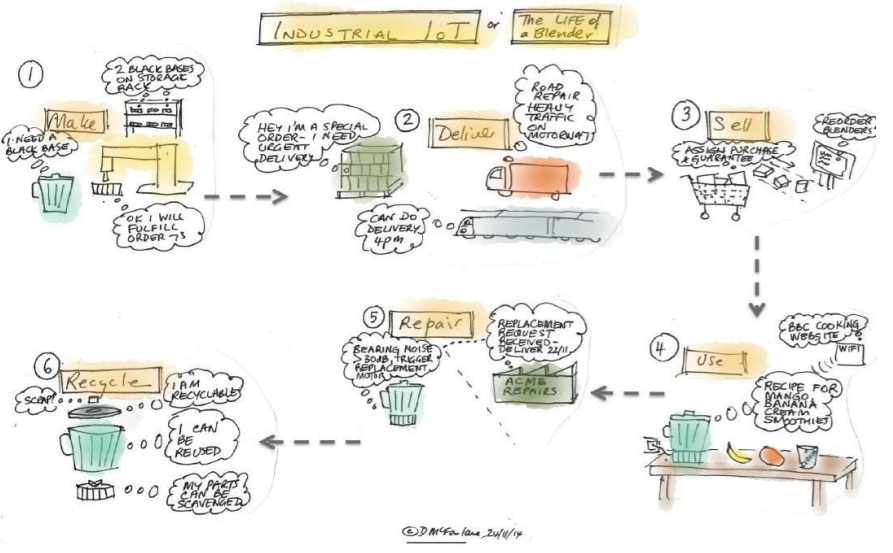 INDUSTRIAL IoT or The LIFE of
a Blender
1
Make
2 BLACK BASES
ON STORAGE
RACK
I NEED A
BLACK BASE
OK I WILL
FULFILL
ORDER 73
2
Deliver
HEY I'M A SPECIAL
ORDER - I NEED
URGENT
DELIVERY
ROAD
REPAIR
HEAVY
TRAFFIC
ON
MOTORWAY
CAN DO
DELIVERY
4pm
3
Sell
ASSIGN PURCHASE
& GUARANTEE
REORDER
BLENDERS
4
Use
BBC COOKING
WEBSITE
WIFI
RECIPE FOR
MANGO
BANANA
CREAM
SMOOTHIES
5
Repair
BEARING NOISE
> 30dB, TRIGGER
REPLACEMENT
MOTOR
REPLACEMENT
REQUEST
RECEIVED -
DELIVER 22/11
ACME
REPAIRS
6
Recycle
SCRAP!
I AM
RECYCLABLE
I CAN
BE
REUSED
MY PARTS
CAN BE
SCAVENGED
© D McFarlane 24/11/14